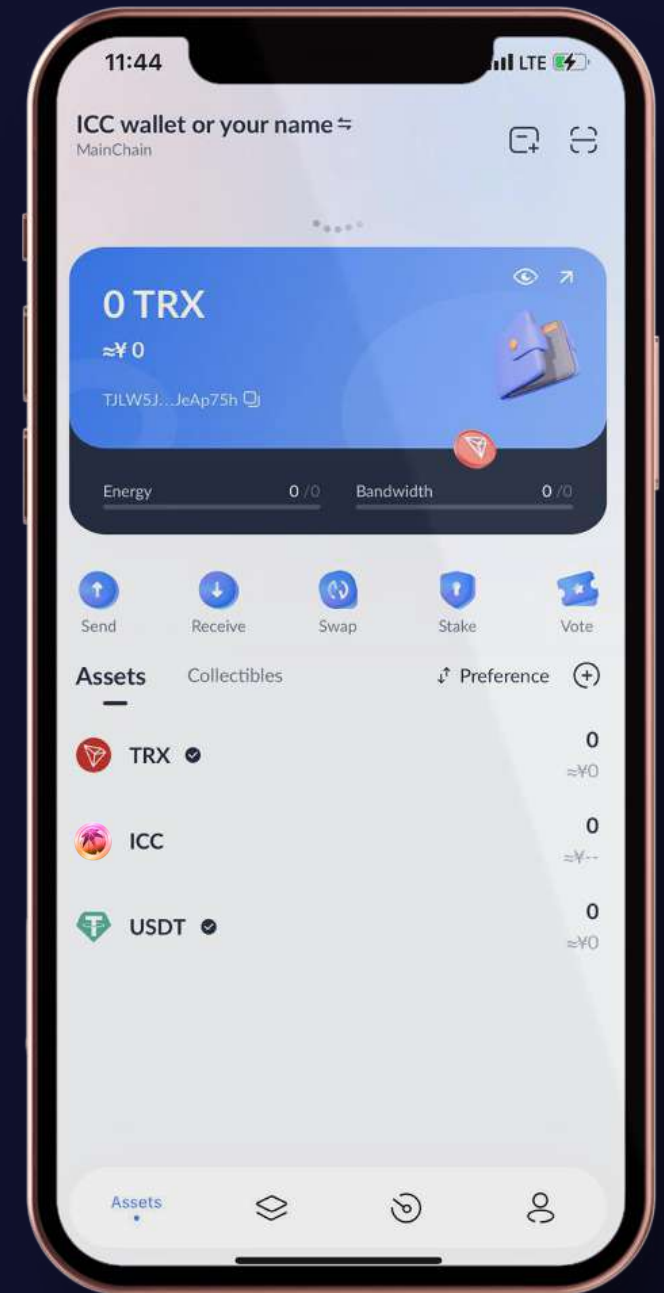 11:44 LTE
ICC wallet or your name
MainChain
0 TRX
≈¥ 0
TJLW5J...JeAp75h
Energy 0 /0 Bandwidth 0 /0
Send Receive Swap Stake Vote
Assets Collectibles Preference
TRX 0
≈¥0
ICC 0
≈¥--
USDT 0
≈¥0
Assets